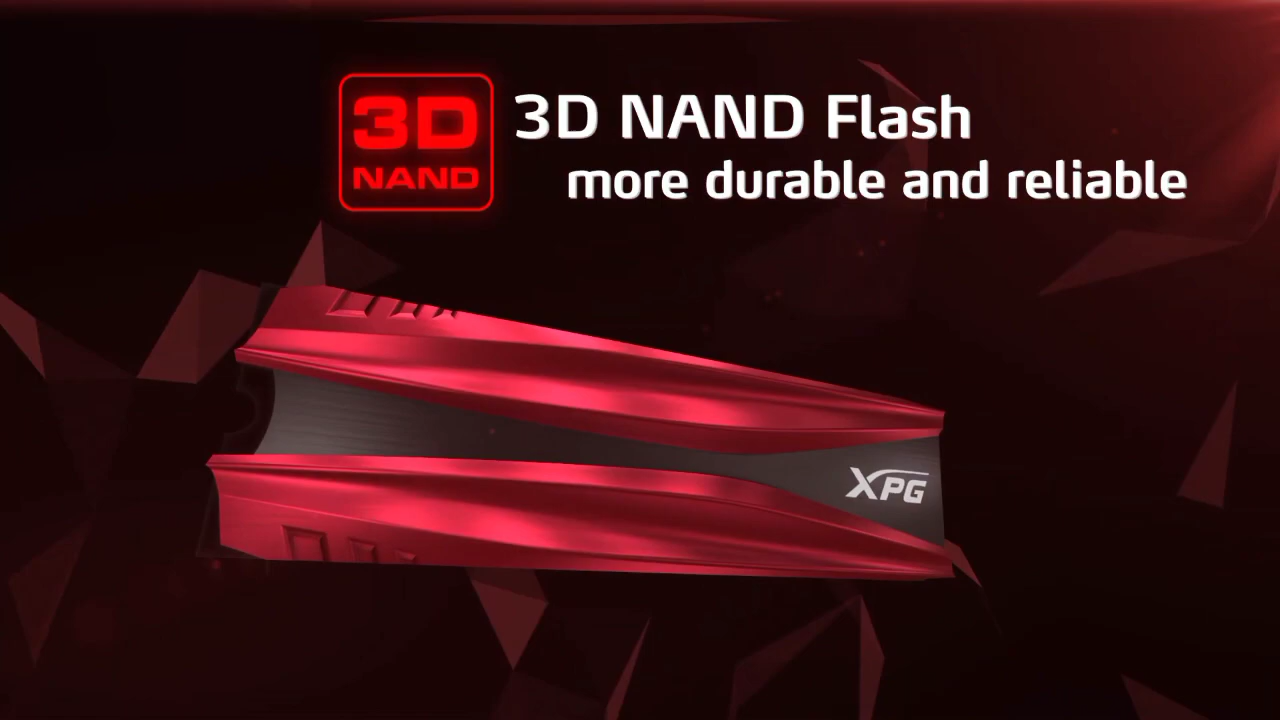 3D
NAND
3D NAND Flash
more durable and reliable
XPG